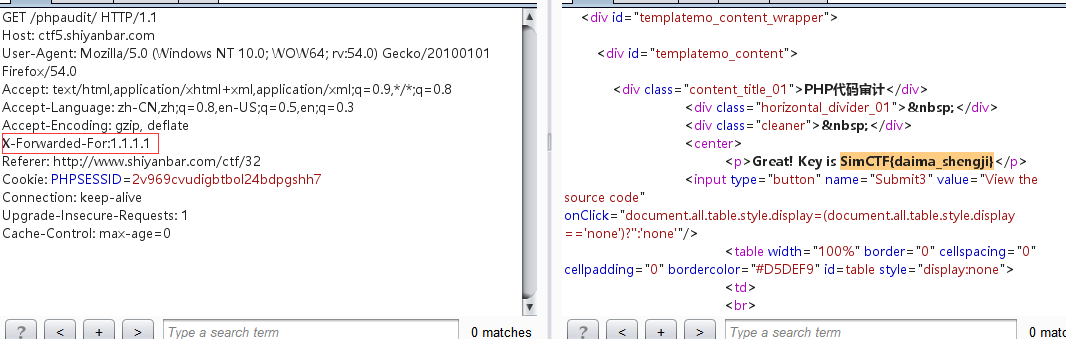 GET /phpaudit/ HTTP/1.1
Host: ctf5.shiyanbar.com
User-Agent: Mozilla/5.0 (Windows NT 10.0; WOW64; rv:54.0) Gecko/20100101
Firefox/54.0
Accept: text/html,application/xhtml+xml,application/xml;q=0.9,*/*;q=0.8
Accept-Language: zh-CN,zh;q=0.8,en-US;q=0.5,en;q=0.3
Accept-Encoding: gzip, deflate
X-Forwarded-For:1.1.1.1
Referer: http://www.shiyanbar.com/ctf/32
Cookie: PHPSESSID=2v969cvudigbtbol24bdpgshh7
Connection: keep-alive
Upgrade-Insecure-Requests: 1
Cache-Control: max-age=0
? < + > Type a search term 0 matches
<div id="templatemo_content_wrapper">
<div id="templatemo_content">
<div class="content_title_01">PHP代码审计</div>
<div class="horizontal_divider_01">&nbsp;</div>
<div class="cleaner">&nbsp;</div>
<center>
<p>Great! Key is SimCTF{daima_shengji}</p>
<input type="button" name="Submit3" value="View the
source code"
onClick="document.all.table.style.display=(document.all.table.style.display
=='none')?'':'none'"/>
<table width="100%" border="0" cellspacing="0"
cellpadding="0" bordercolor="#D5DEF9" id=table style="display:none">
<td>
<br>
? < + > Type a search term 0 matc